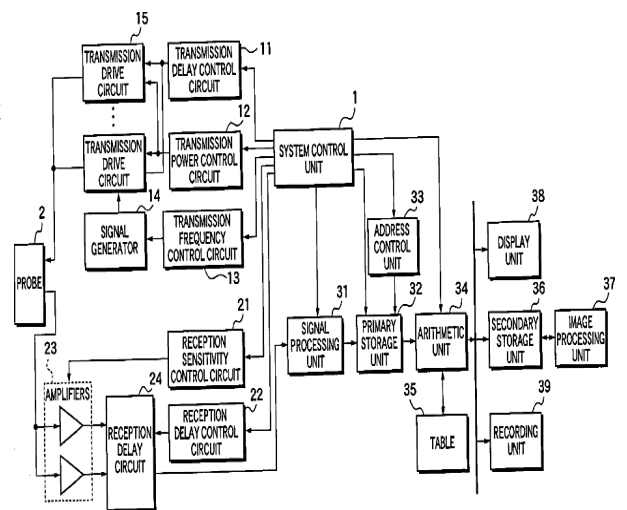 15
TRANSMISSION
DRIVE
CIRCUIT
11
TRANSMISSION
DELAY CONTROL
CIRCUIT
12
TRANSMISSION
POWER CONTROL
CIRCUIT
1
SYSTEM CONTROL
UNIT
TRANSMISSION
DRIVE
CIRCUIT
14
SIGNAL
GENERATOR
TRANSMISSION
FREQUENCY
CONTROL CIRCUIT
13
33
ADDRESS
CONTROL
UNIT
38
DISPLAY
UNIT
2
PROBE
31
SIGNAL
PROCESSING
UNIT
32
PRIMARY
STORAGE
UNIT
34
ARITHMETIC
UNIT
36
SECONDARY
STORAGE
UNIT
37
IMAGE
PROCESSING
UNIT
21
RECEPTION
SENSITIVITY
CONTROL CIRCUIT
23
AMPLIFIERS
24
RECEPTION
DELAY
CIRCUIT
22
RECEPTION
DELAY CONTROL
CIRCUIT
35
TABLE
39
RECORDING
UNIT